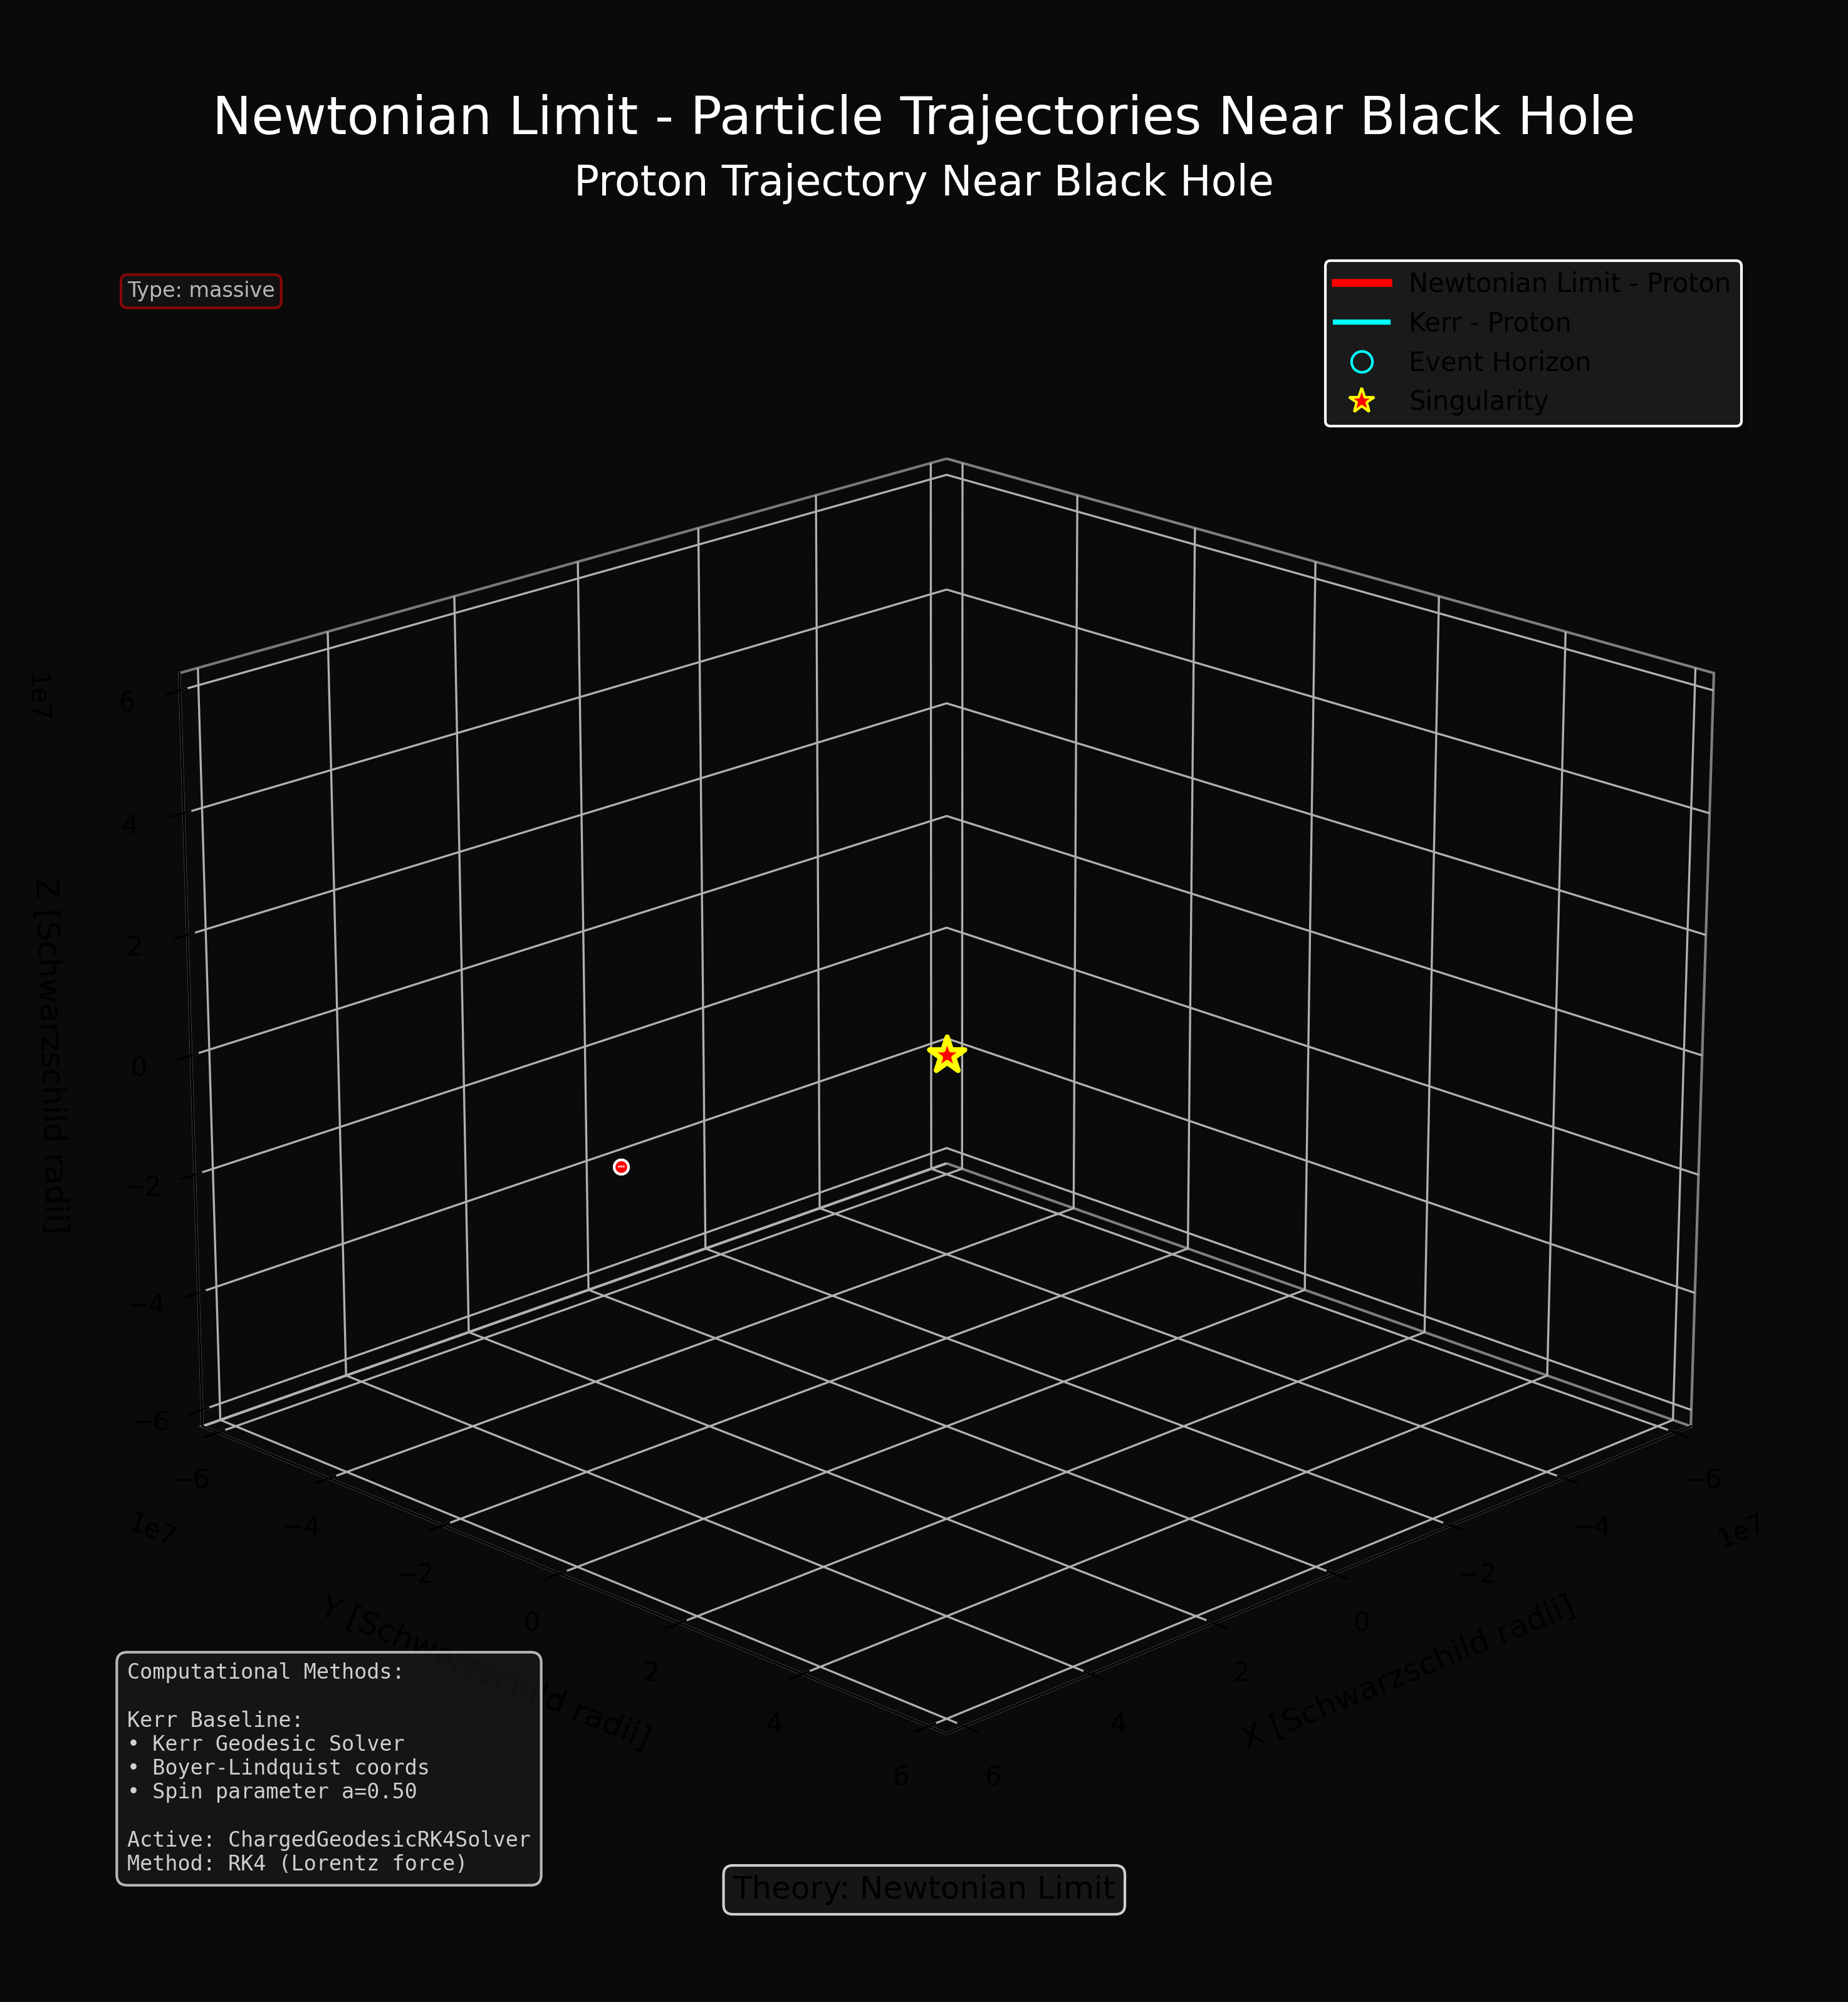 Newtonian Limit - Particle Trajectories Near Black Hole
Proton Trajectory Near Black Hole
Type: massive
Newtonian Limit - Proton
Kerr - Proton
Event Horizon
Singularity
1e7
6
4
2
0
−2
−4
−6
Z [Schwarzschild radii]
−6
−4
−2
0
2
4
6
1e7
Y [Schwarzschild radii]
−6
−4
−2
0
2
4
6
1e7
X [Schwarzschild radii]
Computational Methods:
Kerr Baseline:
• Kerr Geodesic Solver
• Boyer-Lindquist coords
• Spin parameter a=0.50
Active: ChargedGeodesicRK4Solver
Method: RK4 (Lorentz force)
Theory: Newtonian Limit